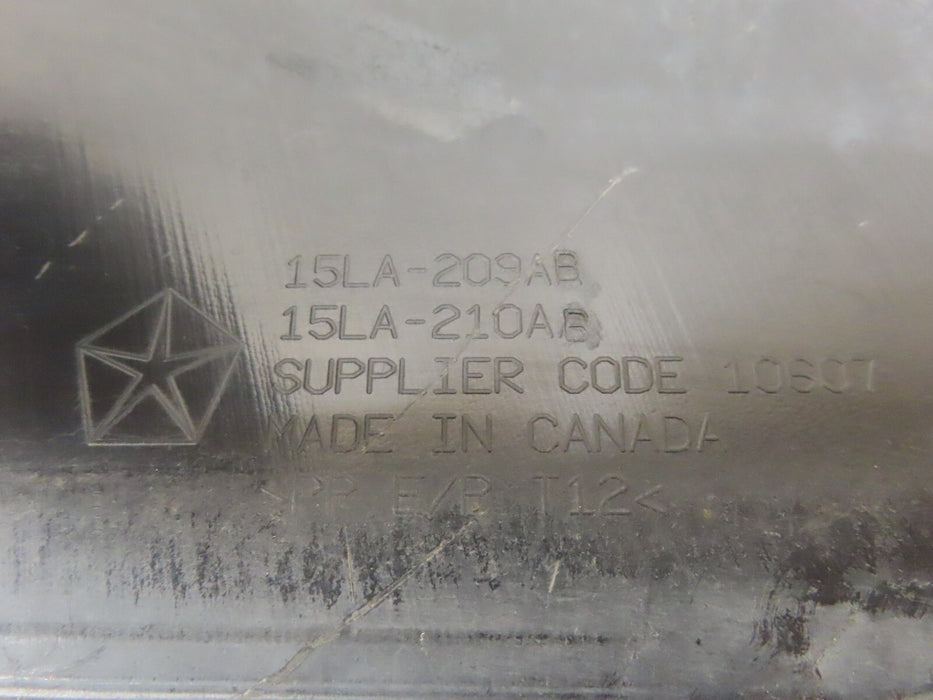 15LA-209AB
15LA-210AB
SUPPLIER CODE 10607
MADE IN CANADA
>PP E/P T12<